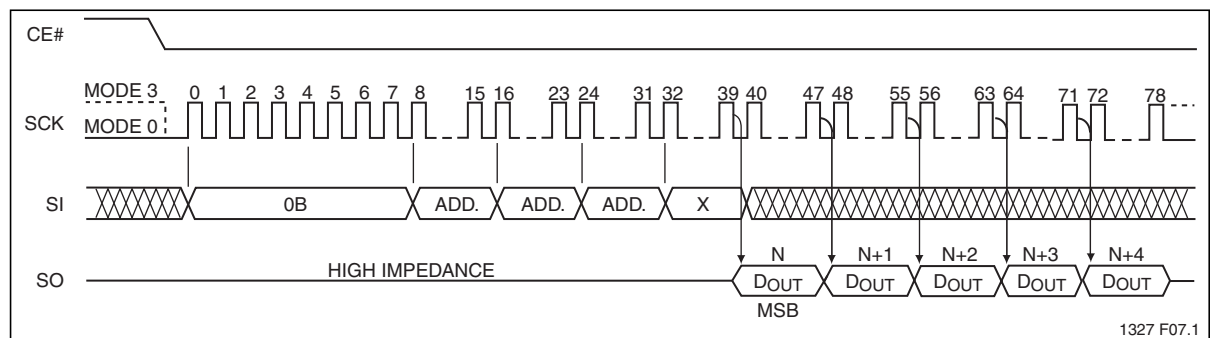 CE#
MODE 3
0 1 2 3 4 5 6 7 8 15 16 23 24 31 32 39 40 47 48 55 56 63 64 71 72 78
SCK
MODE 0
SI
0B ADD. ADD. ADD. X
N N+1 N+2 N+3 N+4
SO
HIGH IMPEDANCE
DOUT DOUT DOUT DOUT DOUT
MSB
1327 F07.1